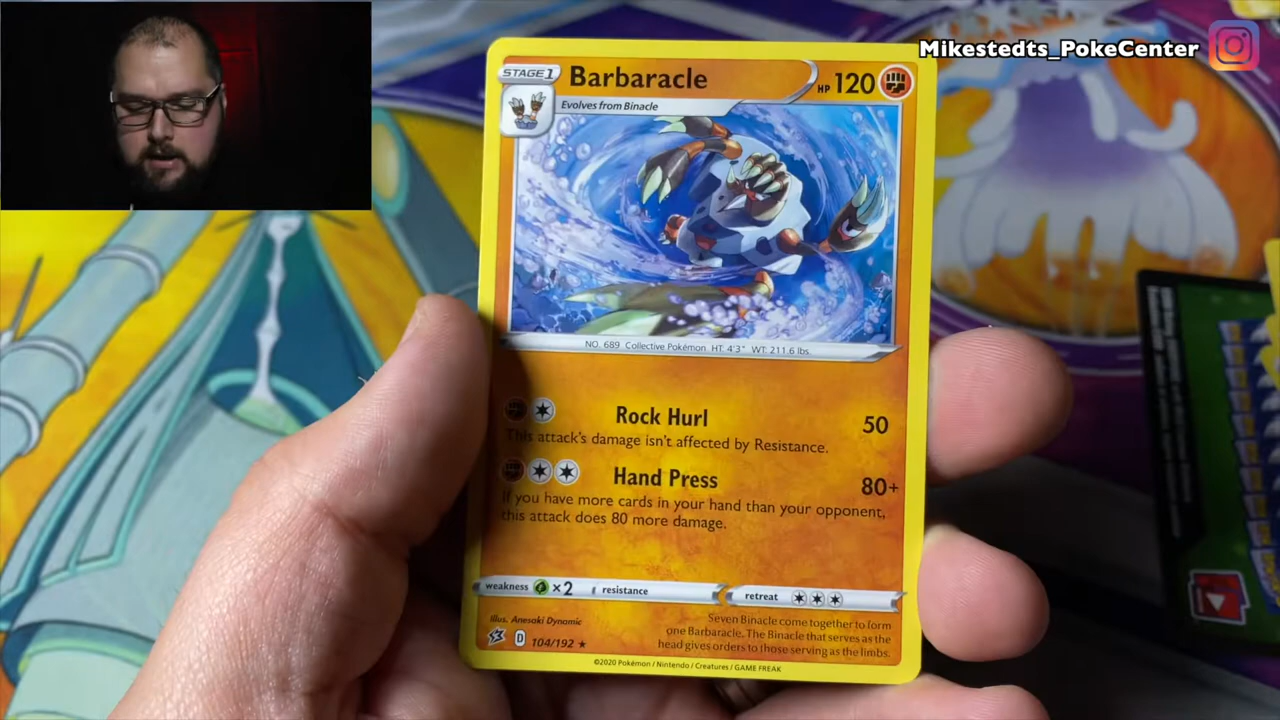 Mikestedts_PokeCenter
STAGE 1 Barbaracle HP 120
Evolves from Binacle
NO. 689 Collective Pokémon HT: 4'3" WT: 211.6 lbs.
Rock Hurl 50
This attack's damage isn't affected by Resistance.
Hand Press 80+
If you have more cards in your hand than your opponent,
this attack does 80 more damage.
weakness ×2 resistance retreat
Illus. Anesaki Dynamic
D 104/192 ★
Seven Binacle come together to form
one Barbaracle. The Binacle that serves as the
head gives orders to those serving as the limbs.
©2020 Pokémon / Nintendo / Creatures / GAME FREAK